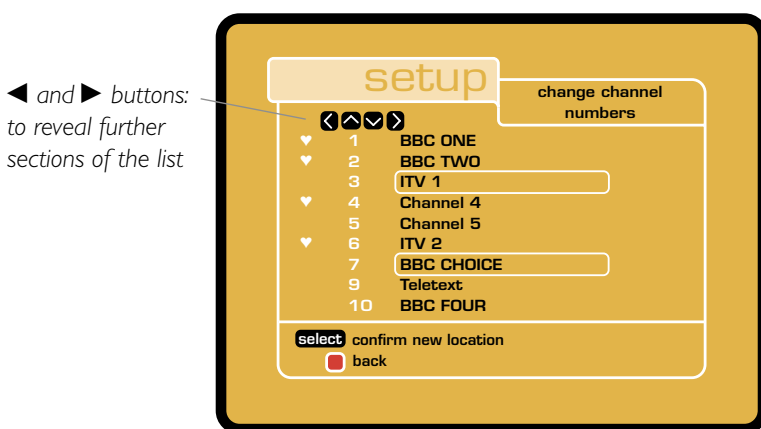 ◀ and ▶ buttons:
to reveal further
sections of the list
setup
change channel
numbers
♥ 1 BBC ONE
♥ 2 BBC TWO
3 ITV 1
♥ 4 Channel 4
5 Channel 5
♥ 6 ITV 2
7 BBC CHOICE
9 Teletext
10 BBC FOUR
select confirm new location
back